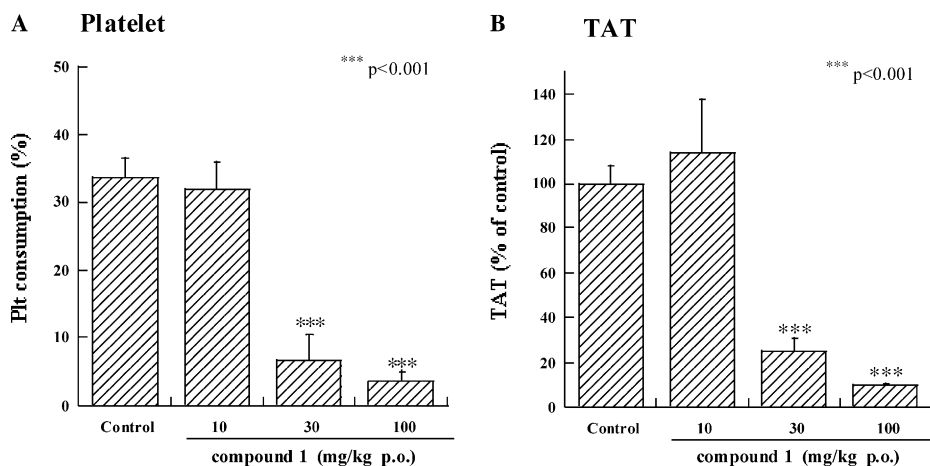 A Platelet
*** p<0.001
Plt consumption (%)
50
40
30
20
10
0
***
***
Control 10 30 100
compound 1 (mg/kg p.o.)
B TAT
*** p<0.001
TAT (% of control)
140
120
100
80
60
40
20
0
***
***
Control 10 30 100
compound 1 (mg/kg p.o.)